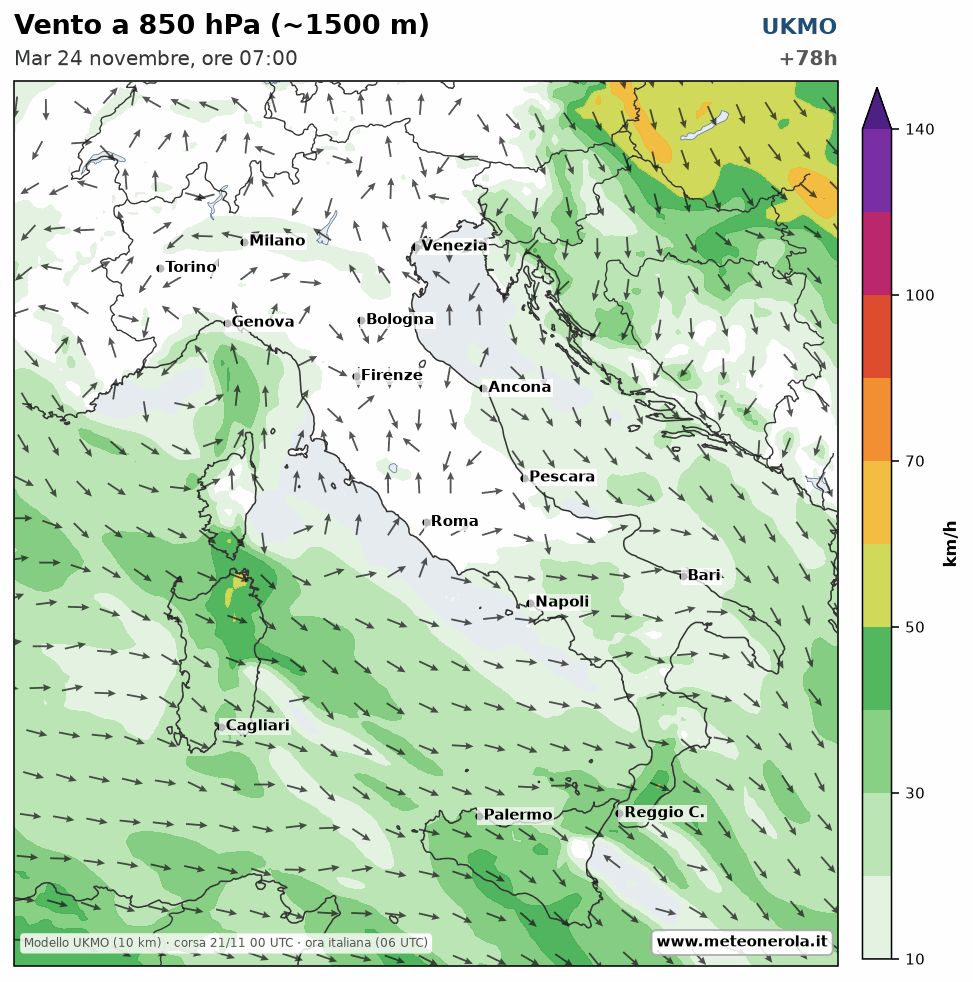 Vento a 850 hPa (~1500 m)
UKMO
Mar 24 novembre, ore 07:00
+78h
Milano
Venezia
Torino
Genova
Bologna
Firenze
Ancona
Pescara
Roma
Bari
Napoli
Cagliari
Palermo
Reggio C.
140
100
70
50
30
10
km/h
Modello UKMO (10 km) · corsa 21/11 00 UTC · ora italiana (06 UTC)
www.meteonerola.it